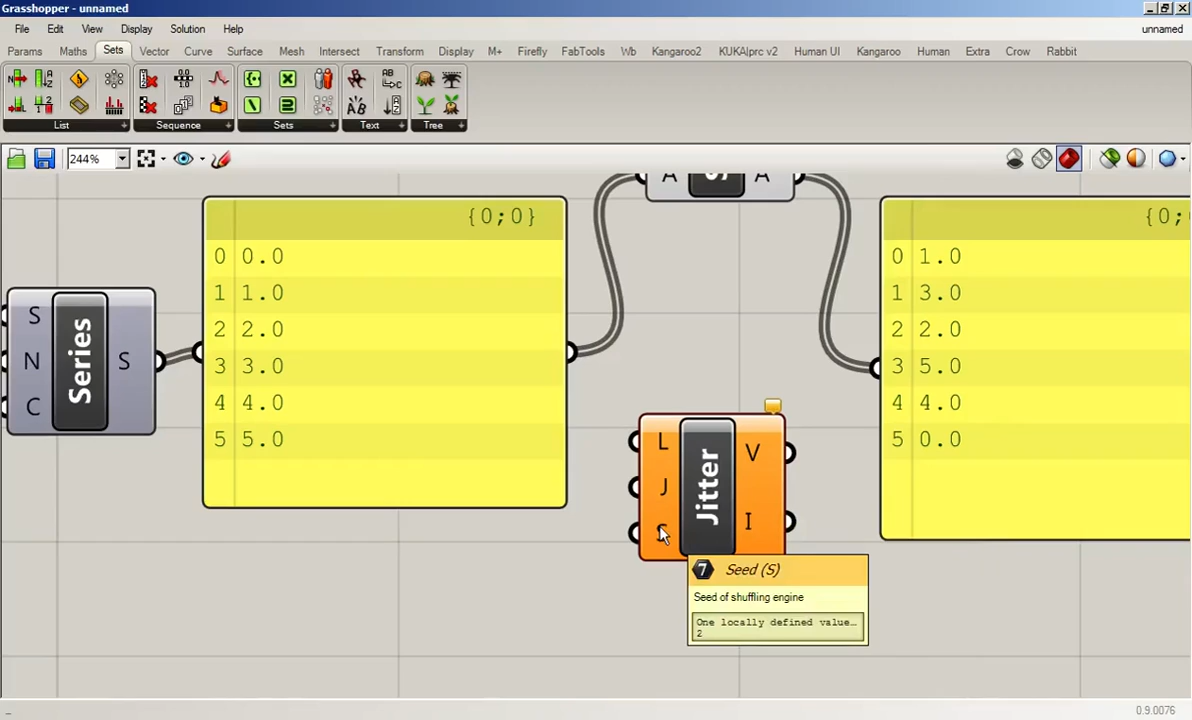 Grasshopper - unnamed
File Edit View Display Solution Help unnamed
Params Maths Sets Vector Curve Surface Mesh Intersect Transform Display M+ Firefly FabTools Wb Kangaroo2 KUKA|prc v2 Human UI Kangaroo Human Extra Crow Rabbit
List Sequence Sets Text Tree
244%
{0;0}
0 0.0
1 1.0
2 2.0
3 3.0
4 4.0
5 5.0
S
N
C
Series
S
A
A
0 1.0
1 3.0
2 2.0
3 5.0
4 4.0
5 0.0
L
J
Jitter
V
I
7 Seed (S)
Seed of shuffling engine
One locally defined value…
2
0.9.0076